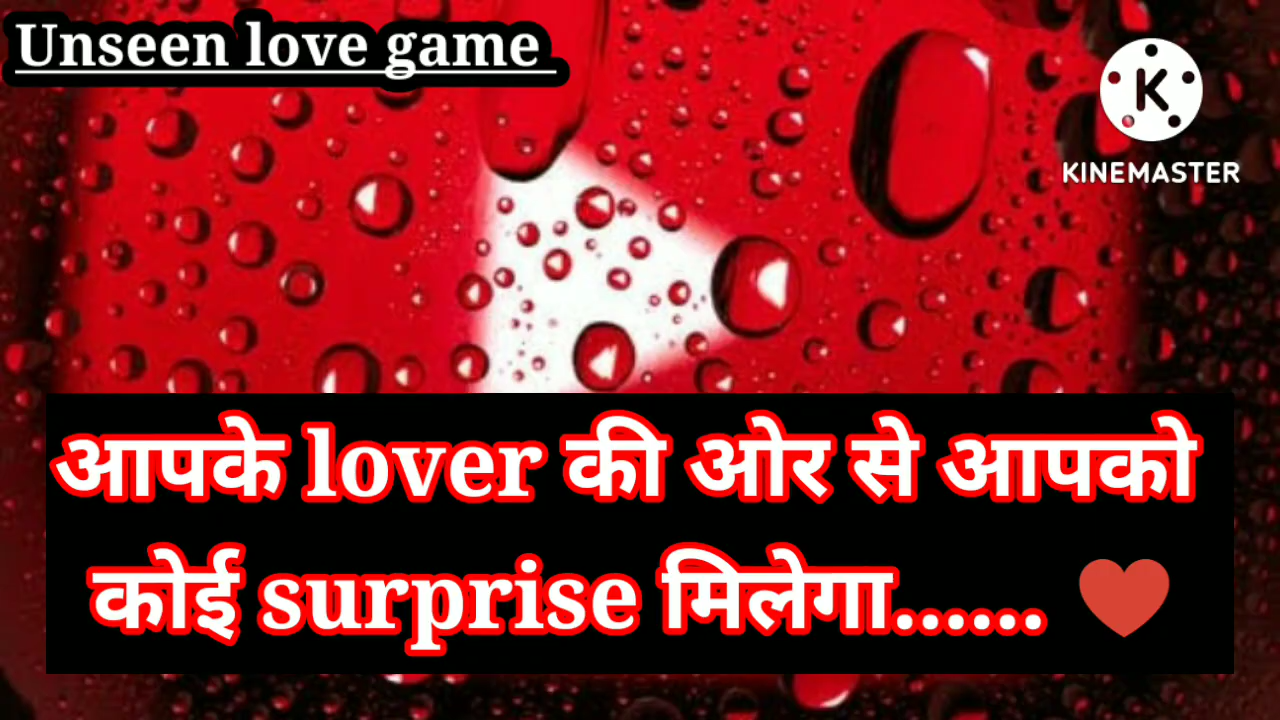 Unseen love game
K
KINEMASTER
आपके lover की ओर से आपको
कोई surprise मिलेगा......